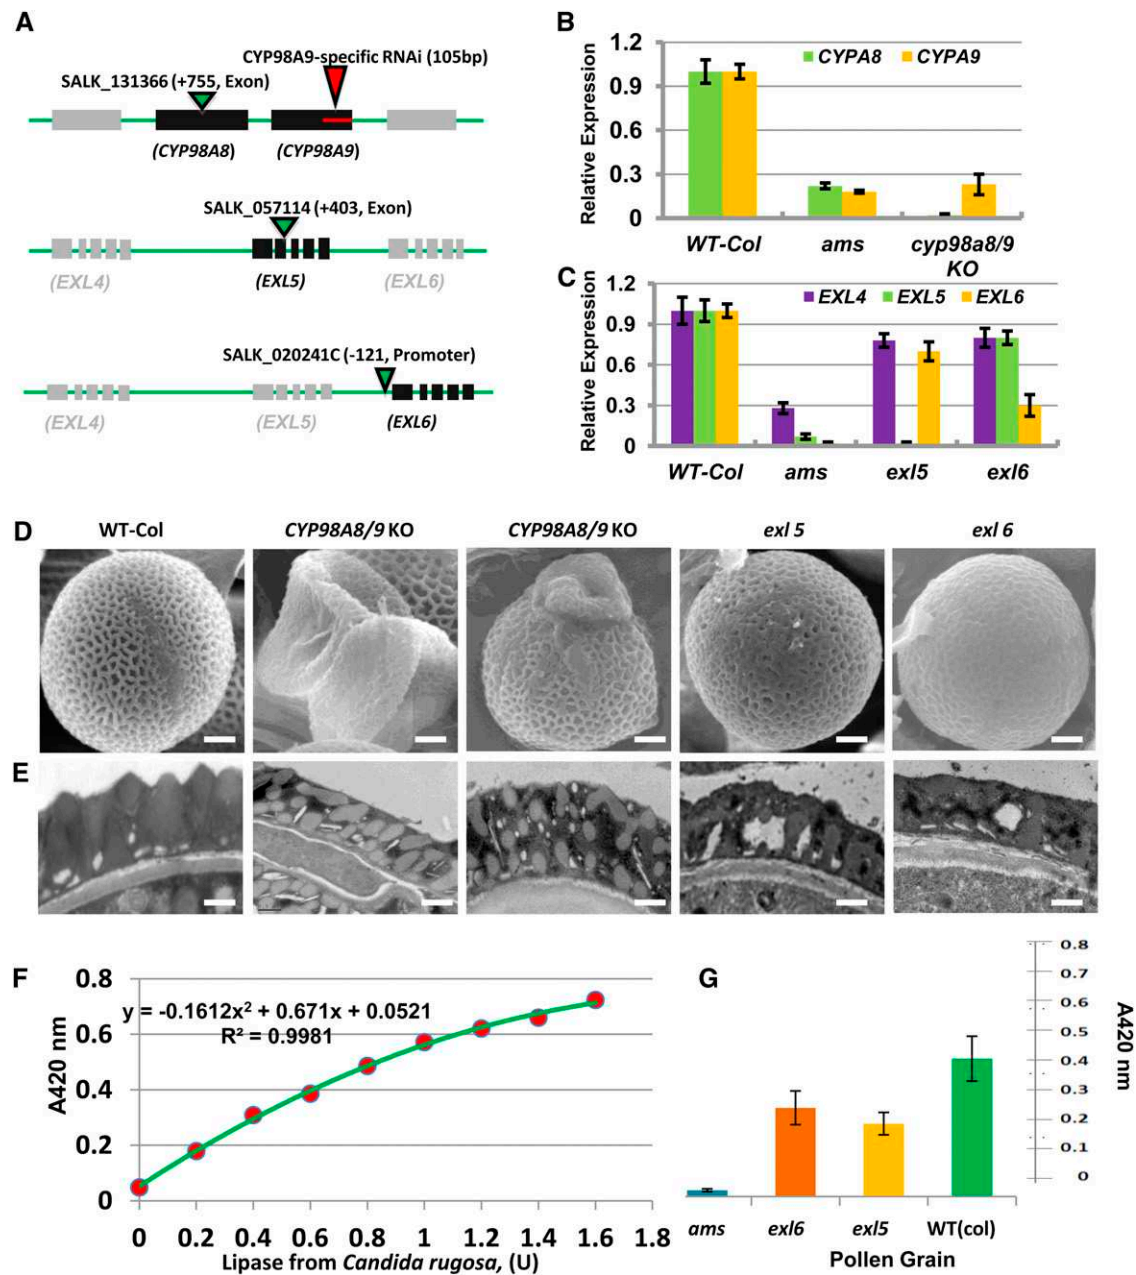 A
CYP98A9-specific RNAi (105bp)
SALK_131366 (+755, Exon)
(CYP98A8)
(CYP98A9)
SALK_057114 (+403, Exon)
(EXL4)
(EXL5)
(EXL6)
SALK_020241C (-121, Promoter)
(EXL4)
(EXL5)
(EXL6)
B
Relative Expression
1.2
0.9
0.6
0.3
0
CYPA8
CYPA9
WT-Col
ams
cyp98a8/9
KO
C
Relative Expression
1.2
0.9
0.6
0.3
0
EXL4
EXL5
EXL6
WT-Col
ams
exl5
exl6
D
WT-Col
CYP98A8/9 KO
CYP98A8/9 KO
exl 5
exl 6
E
F
A420 nm
0.8
0.6
0.4
0.2
0
y = -0.1612x² + 0.671x + 0.0521
R² = 0.9981
0 0.2 0.4 0.6 0.8 1 1.2 1.4 1.6 1.8
Lipase from Candida rugosa, (U)
G
0.8
0.7
0.6
0.5
0.4
0.3
0.2
0.1
0
A420 nm
ams
exl6
exl5
WT(col)
Pollen Grain